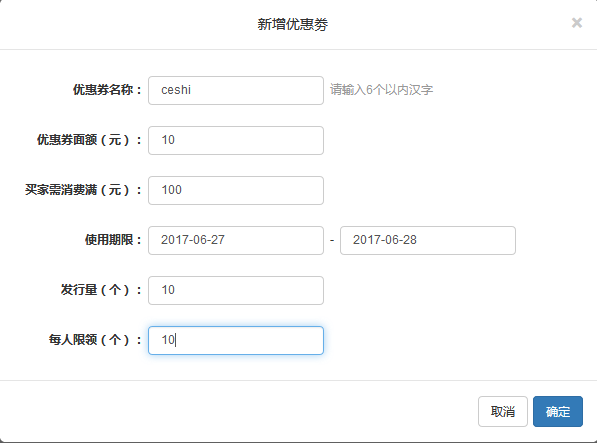 新增优惠劵
×
优惠券名称： ceshi 请输入6个以内汉字
优惠券面额（元）： 10
买家需消费满（元）： 100
使用期限： 2017-06-27 - 2017-06-28
发行量（个）： 10
每人限领（个）： 10
取消 确定